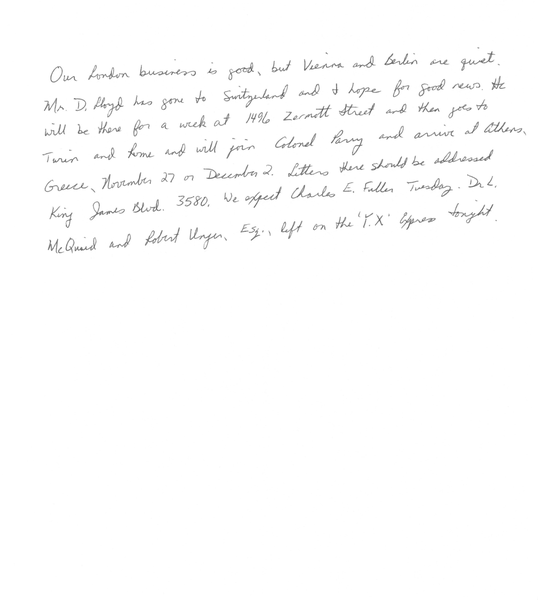 Our London business is good, but Vienna and Berlin are quiet.
Mr. D. Lloyd has gone to Switzerland and I hope for good news. He
will be there for a week at 1496 Zermott Street and then goes to
Turin and Rome and will join Colonel Parry and arrive at Athens,
Greece, November 27 or December 2. Letters there should be addressed
King James Blvd. 3580. We expect Charles E. Fuller Tuesday. Dr. L.
McQuaid and Robert Unger, Esq., left on the 'Y.X' Express tonight.